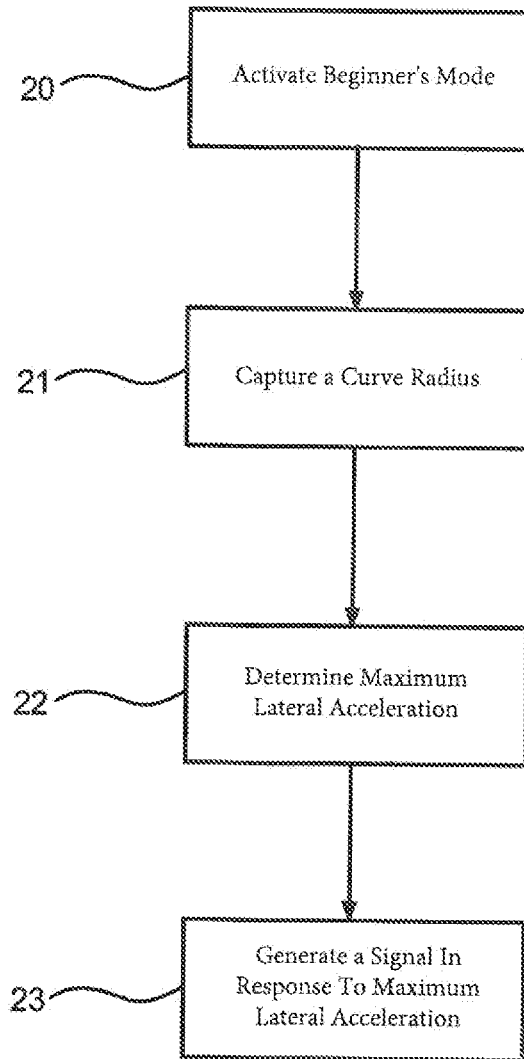 20
Activate Beginner's Mode
21
Capture a Curve Radius
22
Determine Maximum
Lateral Acceleration
23
Generate a Signal In
Response To Maximum
Lateral Acceleration